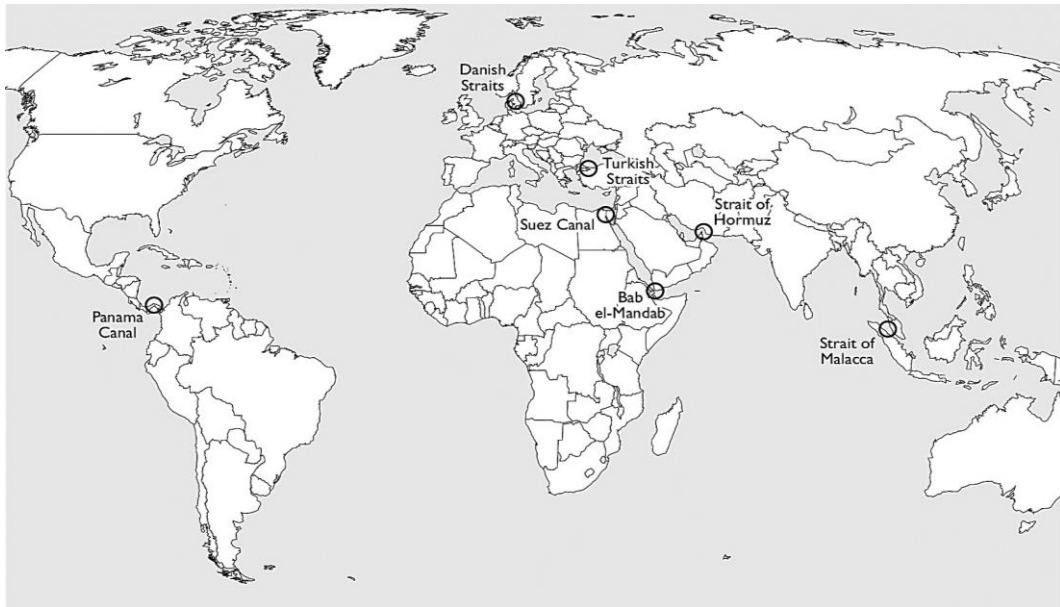 Danish
Straits
Turkish
Straits
Strait of
Hormuz
Suez Canal
Bab
el-Mandab
Panama
Canal
Strait of
Malacca